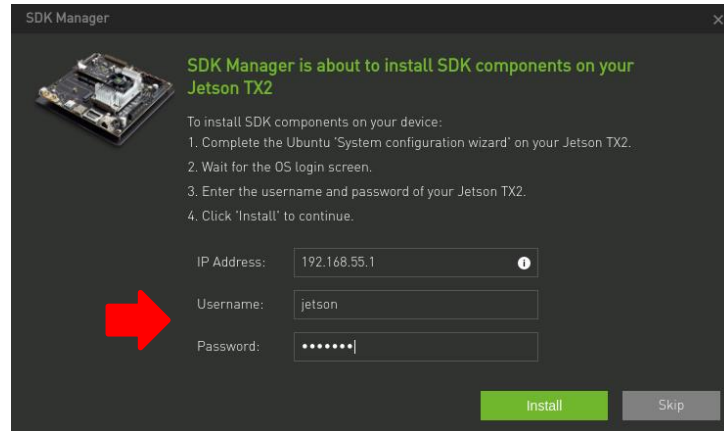 SDK Manager
SDK Manager is about to install SDK components on your
Jetson TX2
To install SDK components on your device:
1. Complete the Ubuntu 'System configuration wizard' on your Jetson TX2.
2. Wait for the OS login screen.
3. Enter the username and password of your Jetson TX2.
4. Click 'Install' to continue.
IP Address: 192.168.55.1
Username: jetson
Password: •••••••
Install Skip